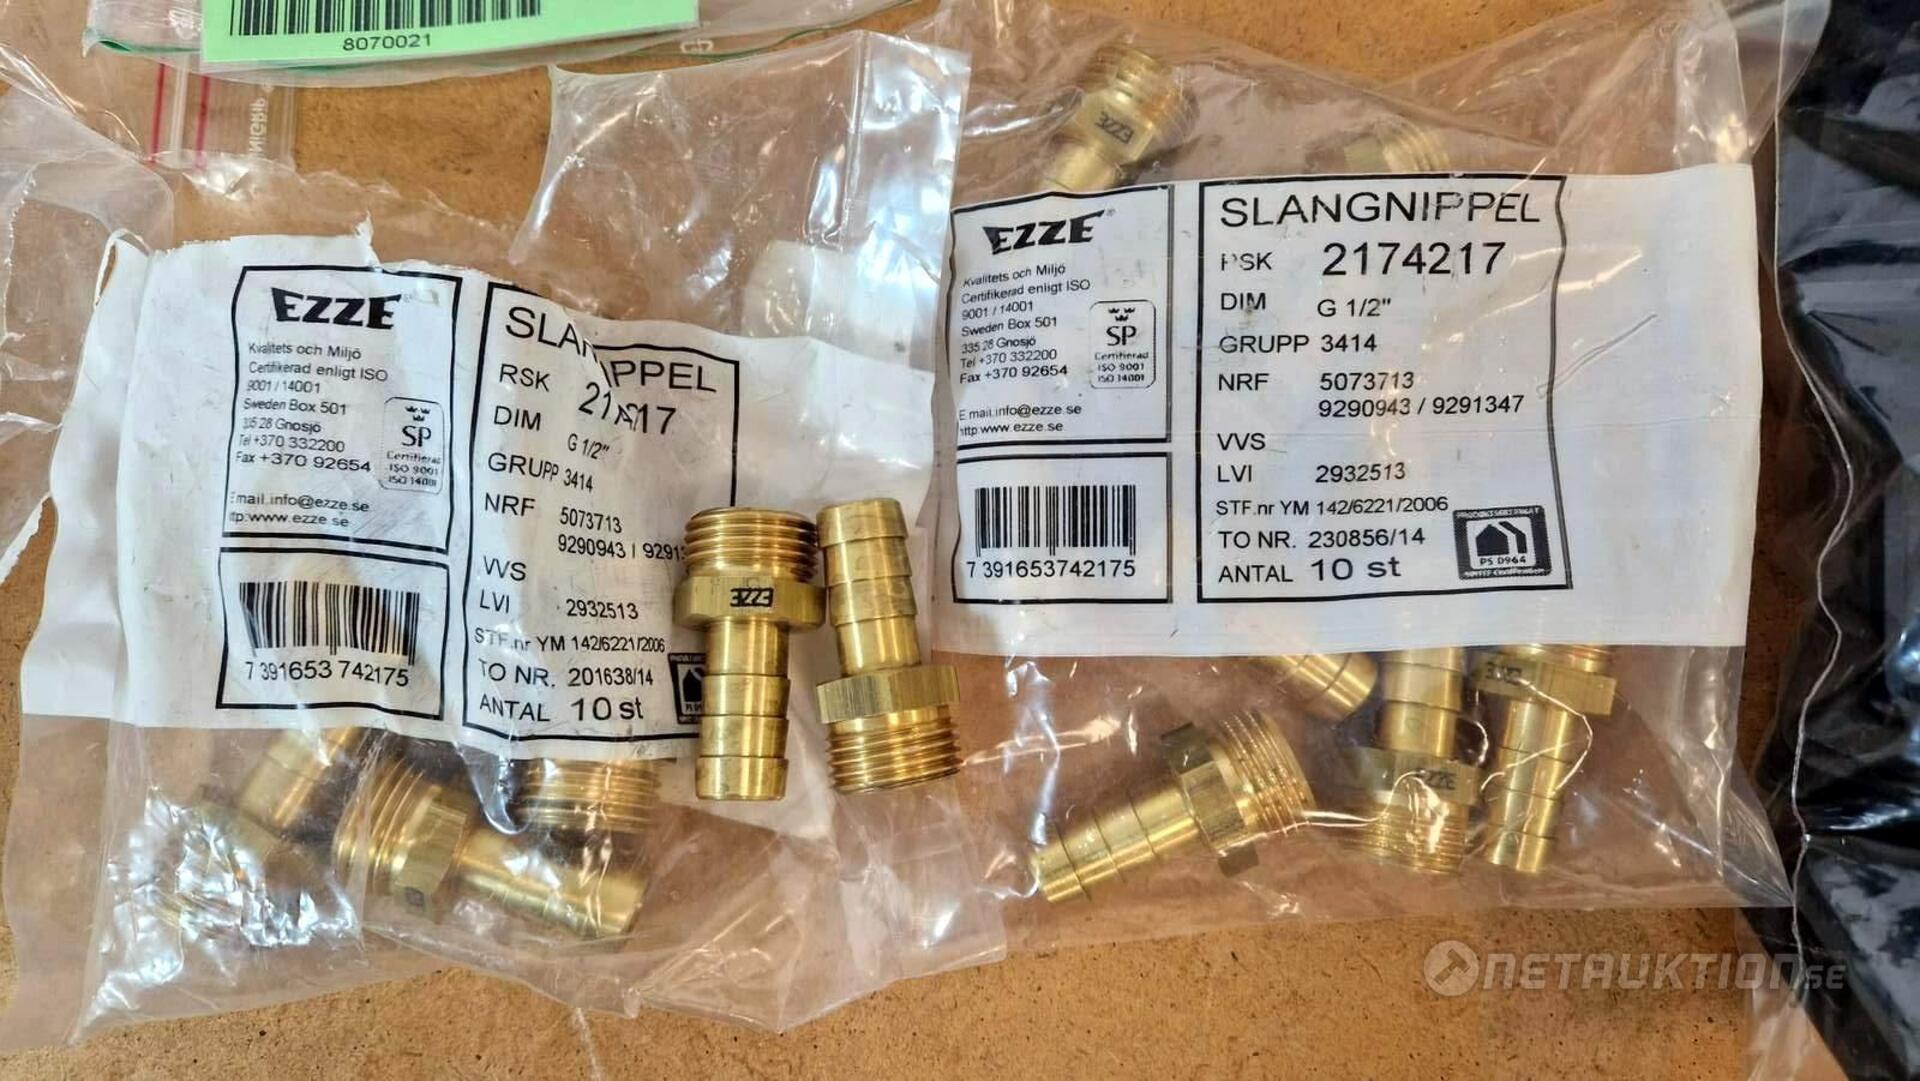 8070021
EZZE
Kvalitets och Miljö
Certifikerad enligt ISO
9001 / 14001
Sweden Box 501
335 28 Gnosjö
Tel +370 332200
Fax +370 92654
Email.info@ezze.se
ttp:www.ezze.se
SP
Certifierad
ISO 9001
ISO 14001
7 391653 742175
SLAN PPEL
RSK
DIM G 1/2"
GRUPP 3414
NRF 5073713
9290943 / 9291
VVS
LVI 2932513
STF.nr YM 142/6221/2006
TO NR. 201638/14
ANTAL 10 st
EZZE
EZZE
EZZE®
Kvalitets och Miljö
Certifikerad enligt ISO
9001 / 14001
Sweden Box 501
335 28 Gnosjö
Tel +370 332200
Fax +370 92654
E mail.info@ezze.se
http:www.ezze.se
SP
Certifierad
ISO 9001
ISO 14001
7 391653742175
SLANGNIPPEL
RSK 2174217
DIM G 1/2"
GRUPP 3414
NRF 5073713
9290943 / 9291347
VVS
LVI 2932513
STF.nr YM 142/6221/2006
TO NR. 230856/14
ANTAL 10 st
PS 0964
EZZE
EZZE
NETAUKTION.SE